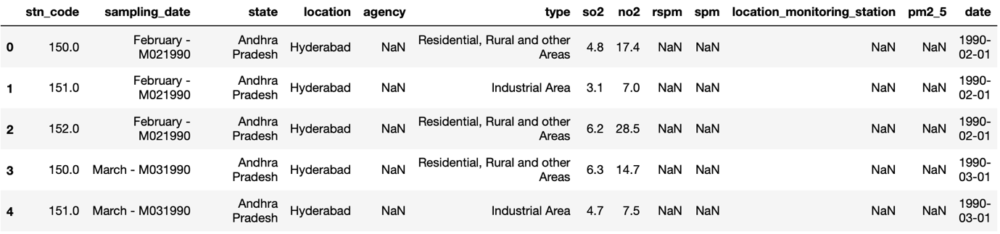 stn_code sampling_date state location agency type so2 no2 rspm spm location_monitoring_station pm2_5 date
0 150.0 February - M021990 Andhra Pradesh Hyderabad NaN Residential, Rural and other Areas 4.8 17.4 NaN NaN NaN NaN 1990-02-01
1 151.0 February - M021990 Andhra Pradesh Hyderabad NaN Industrial Area 3.1 7.0 NaN NaN NaN NaN 1990-02-01
2 152.0 February - M021990 Andhra Pradesh Hyderabad NaN Residential, Rural and other Areas 6.2 28.5 NaN NaN NaN NaN 1990-02-01
3 150.0 March - M031990 Andhra Pradesh Hyderabad NaN Residential, Rural and other Areas 6.3 14.7 NaN NaN NaN NaN 1990-03-01
4 151.0 March - M031990 Andhra Pradesh Hyderabad NaN Industrial Area 4.7 7.5 NaN NaN NaN NaN 1990-03-01